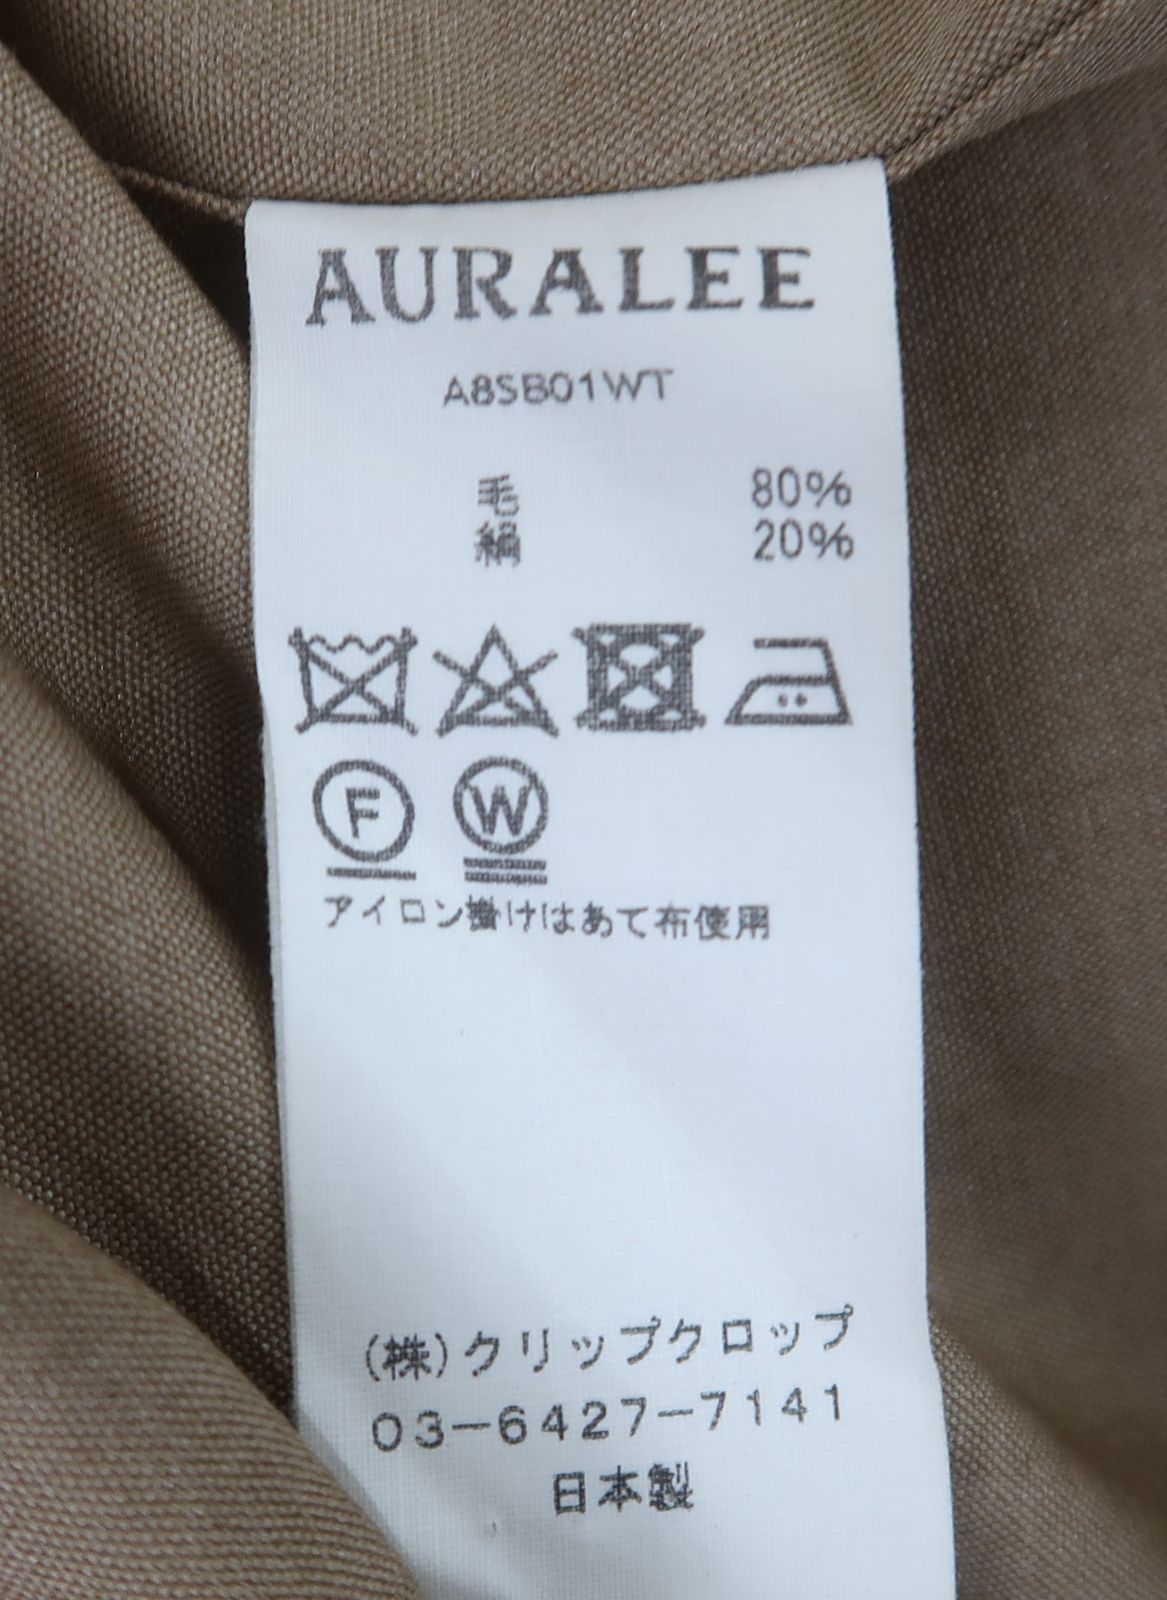 AURALEE
A8SB01WT
毛 80%
絹 20%
F W
アイロン掛けはあて布使用
(株)クリップクロップ
03-6427-7141
日本製